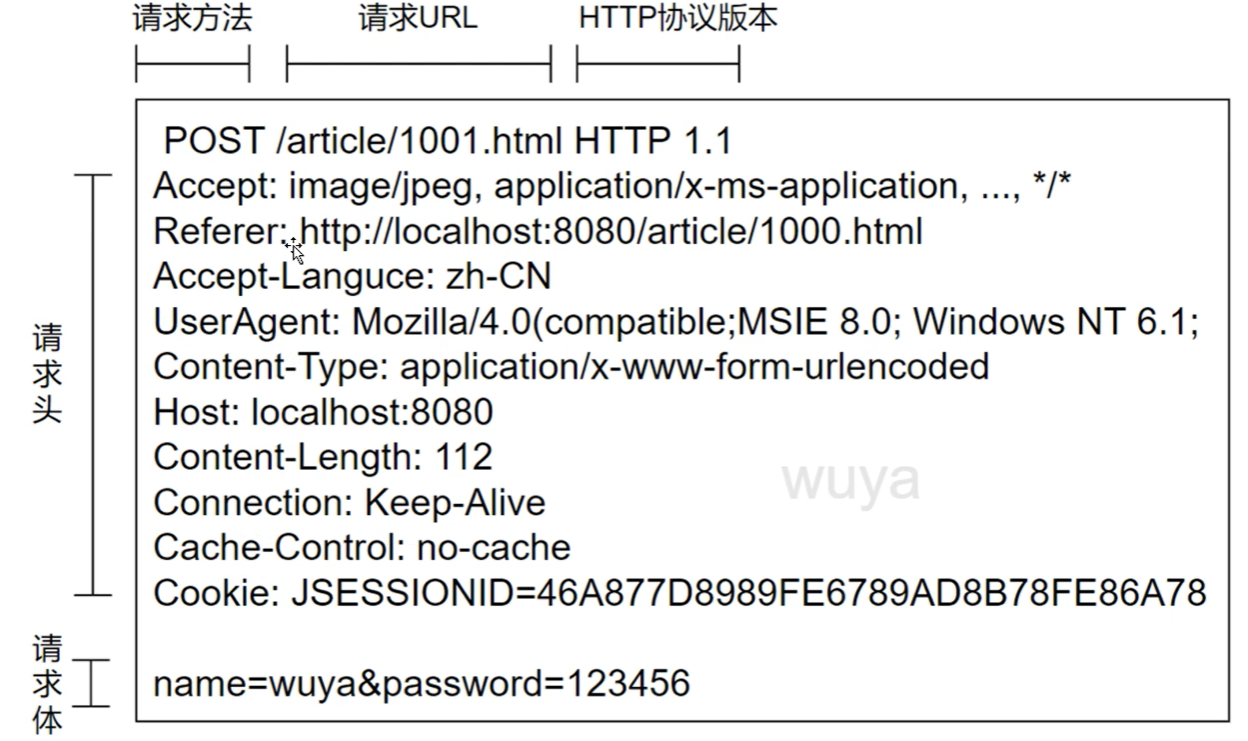 请求方法 请求URL HTTP协议版本
POST /article/1001.html HTTP 1.1
Accept: image/jpeg, application/x-ms-application, ..., */*
Referer: http://localhost:8080/article/1000.html
Accept-Languce: zh-CN
UserAgent: Mozilla/4.0(compatible;MSIE 8.0; Windows NT 6.1;
Content-Type: application/x-www-form-urlencoded
Host: localhost:8080
Content-Length: 112
Connection: Keep-Alive
Cache-Control: no-cache
Cookie: JSESSIONID=46A877D8989FE6789AD8B78FE86A78
name=wuya&password=123456
请求头
请求体
wuya